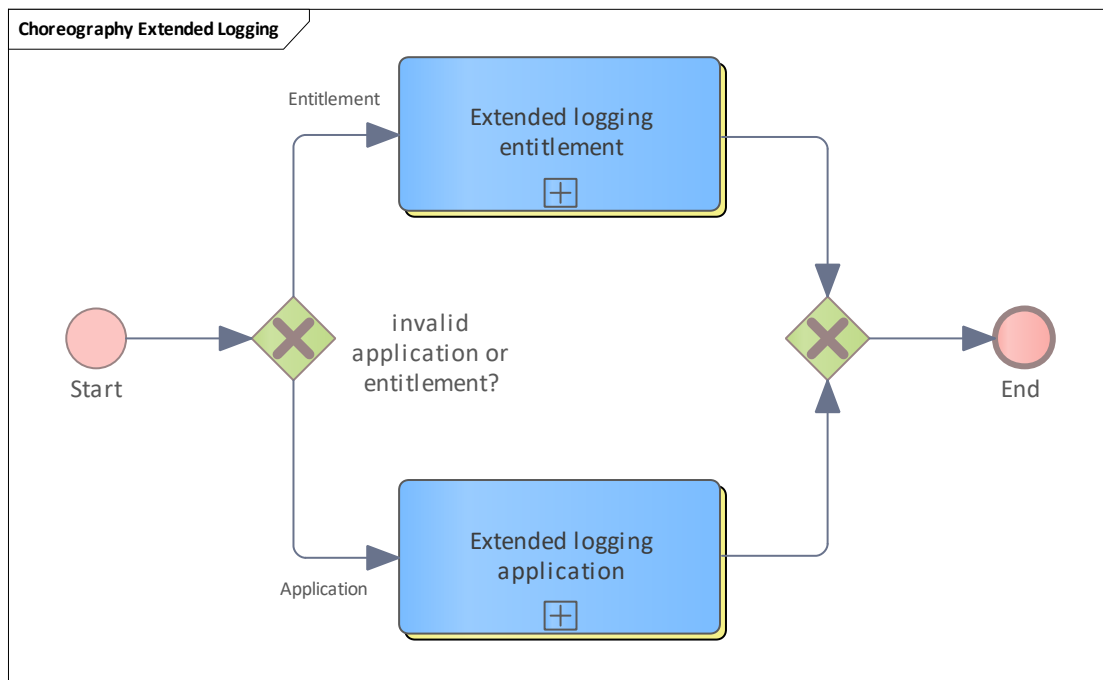 Choreography Extended Logging
Entitlement
Extended logging
entitlement
invalid
application or
entitlement?
Start
End
Extended logging
application
Application